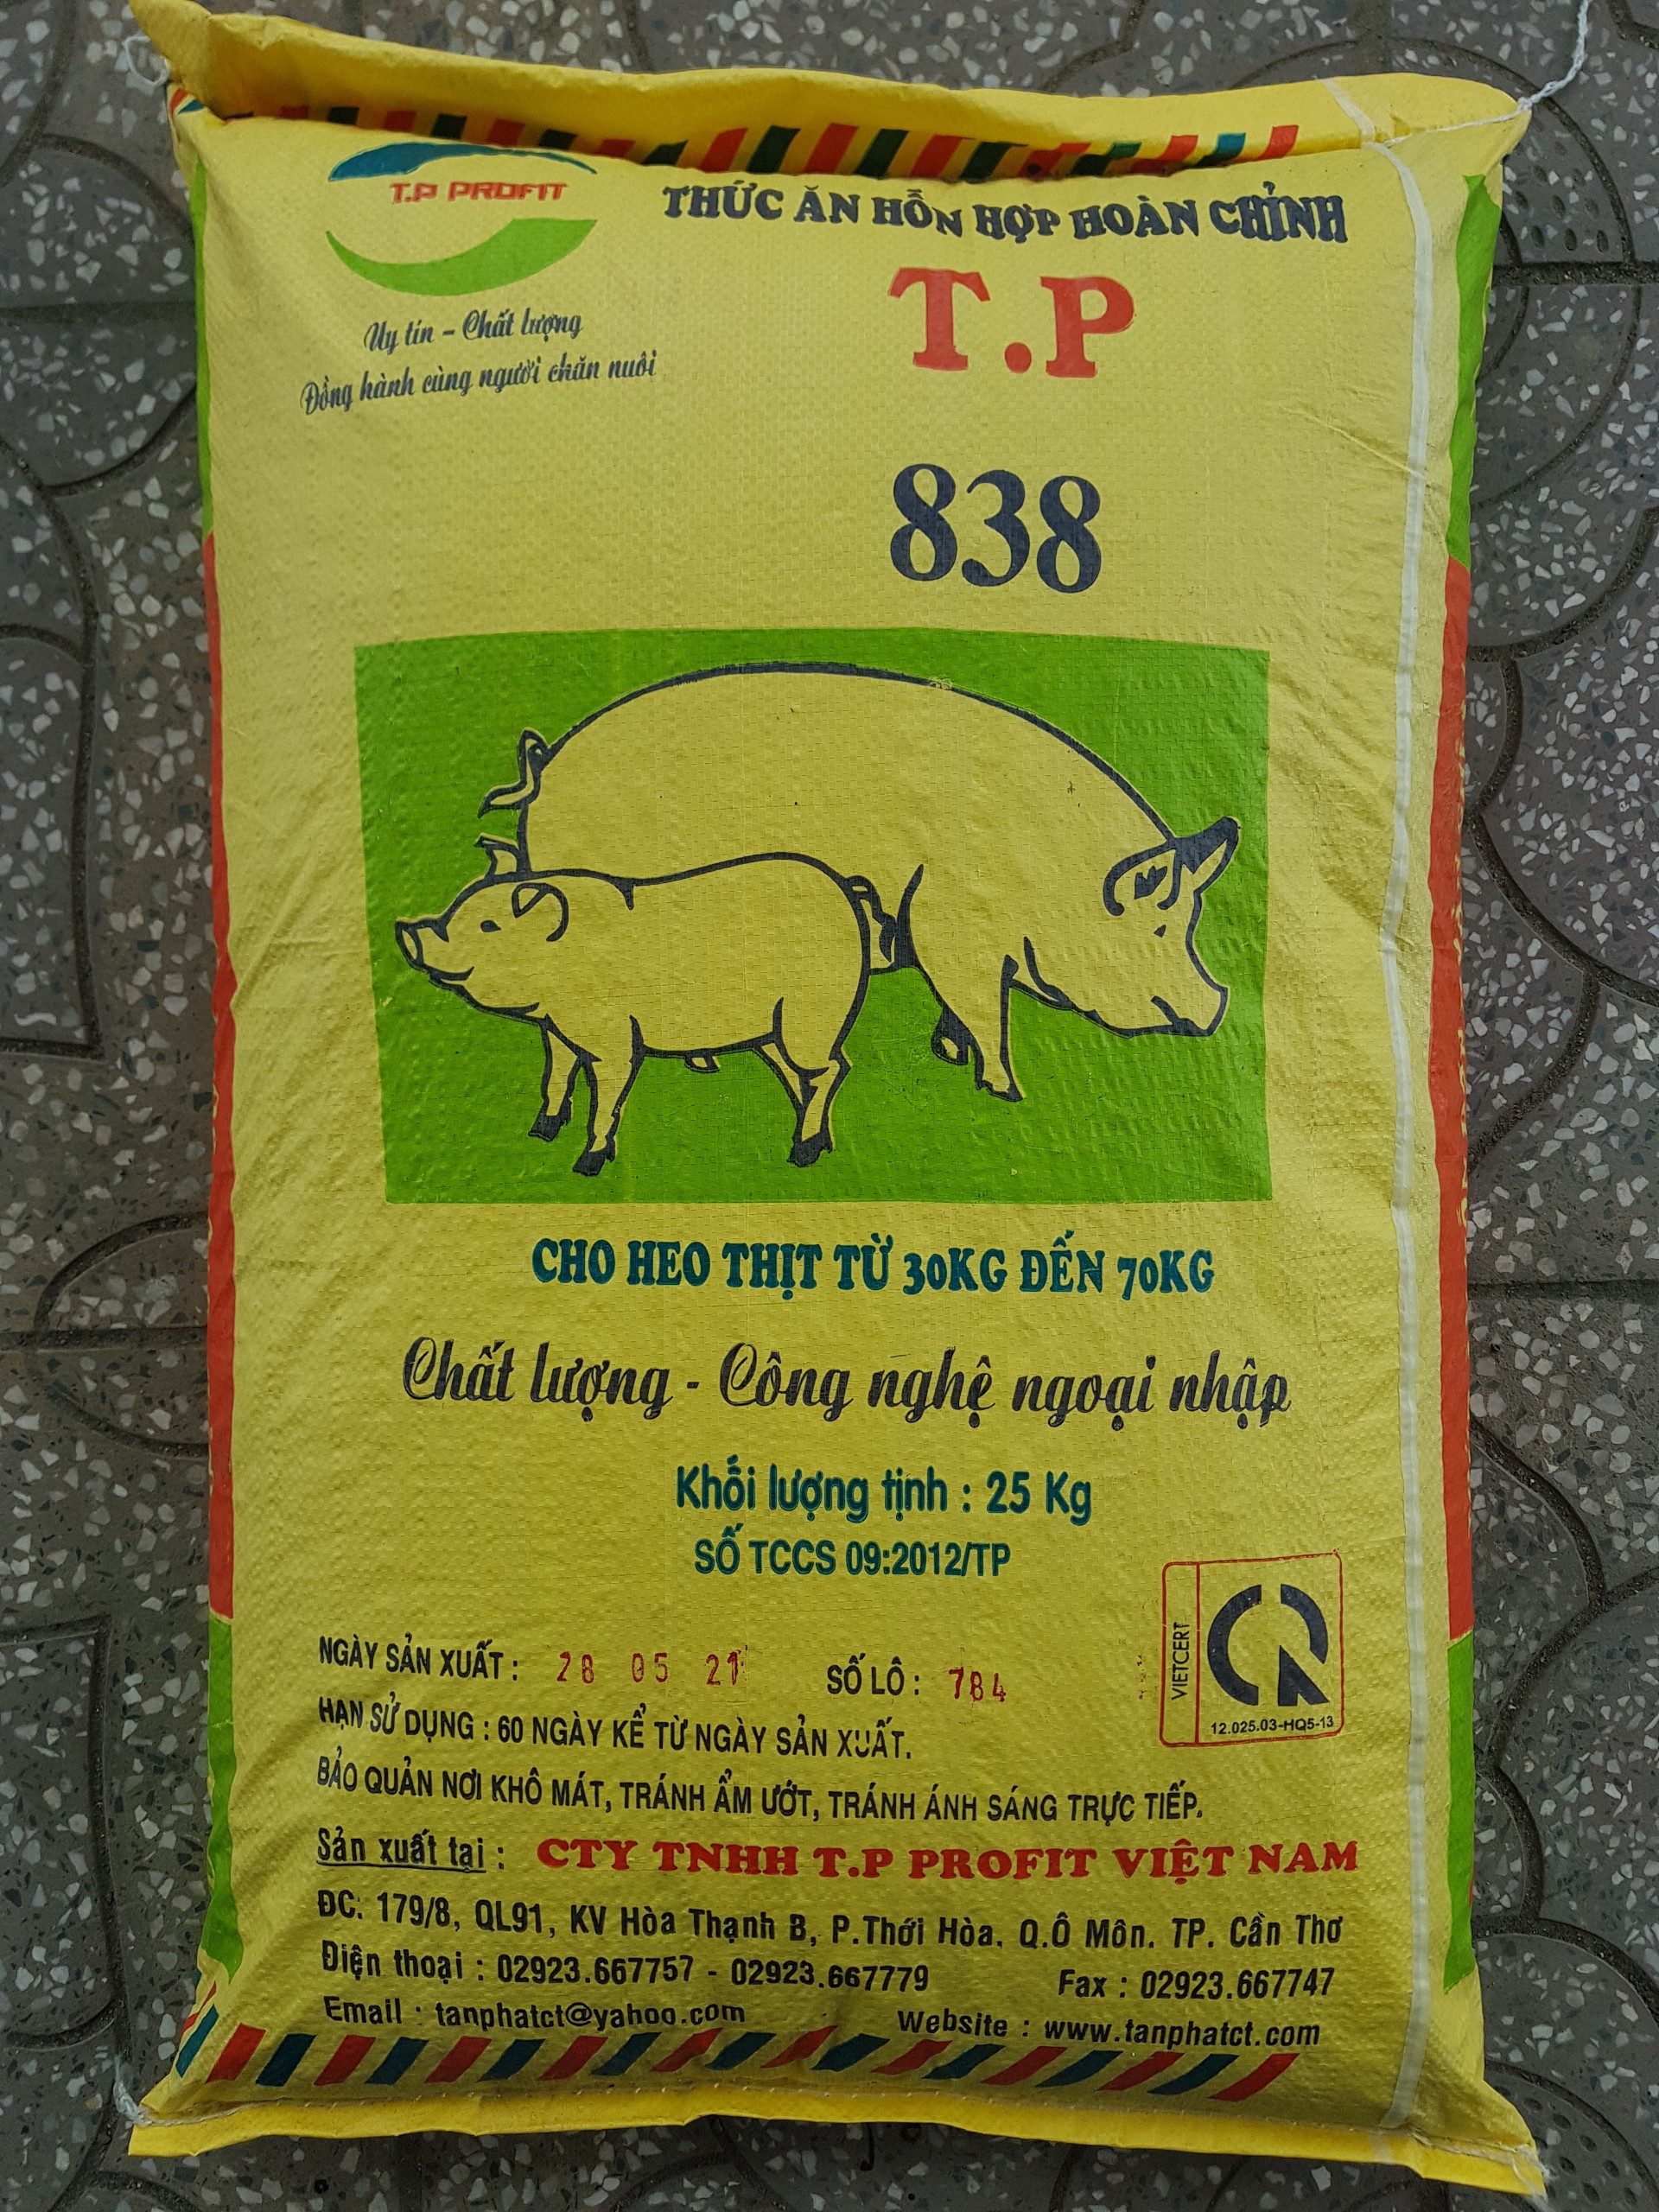 T.P PROFIT
THỨC ĂN HỖN HỢP HOÀN CHỈNH
Uy tín - Chất lượng
Đồng hành cùng người chăn nuôi
T.P
838
CHO HEO THỊT TỪ 30KG ĐẾN 70KG
Chất lượng - Công nghệ ngoại nhập
Khối lượng tịnh : 25 Kg
SỐ TCCS 09:2012/TP
NGÀY SẢN XUẤT : 28 05 21 SỐ LÔ : 784
HẠN SỬ DỤNG : 60 NGÀY KỂ TỪ NGÀY SẢN XUẤT.
VIETCERT
12.025.03-HQ5-13
BẢO QUẢN NƠI KHÔ MÁT, TRÁNH ẨM ƯỚT, TRÁNH ÁNH SÁNG TRỰC TIẾP.
Sản xuất tại : CTY TNHH T.P PROFIT VIỆT NAM
ĐC: 179/8, QL91, KV Hòa Thạnh B, P.Thới Hòa. Q.Ô Môn. TP. Cần Thơ
Điện thoại : 02923.667757 - 02923.667779 Fax : 02923.667747
Email : tanphatct@yahoo.com Website : www.tanphatct.com